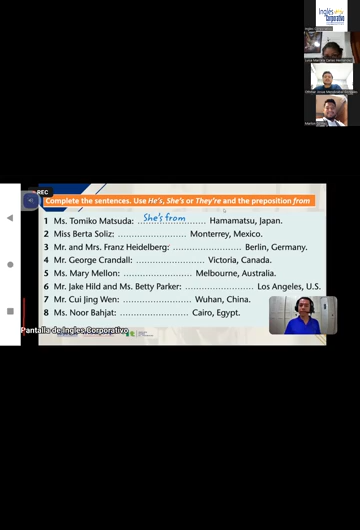 Inglés
Corporativo
REC
Complete the sentences. Use He's, She's or They're and the preposition from
1 Ms. Tomiko Matsuda: She's from Hamamatsu, Japan.
2 Miss Berta Soliz: ........................ Monterrey, Mexico.
3 Mr. and Mrs. Franz Heidelberg: ........................ Berlin, Germany.
4 Mr. George Crandall: ........................ Victoria, Canada.
5 Ms. Mary Mellon: ........................ Melbourne, Australia.
6 Mr. Jake Hild and Ms. Betty Parker: ........................ Los Angeles, U.S.
7 Mr. Cui Jing Wen: ........................ Wuhan, China.
8 Ms. Noor Bahjat: ........................ Cairo, Egypt.
Pantalla de Ingles Corporativo